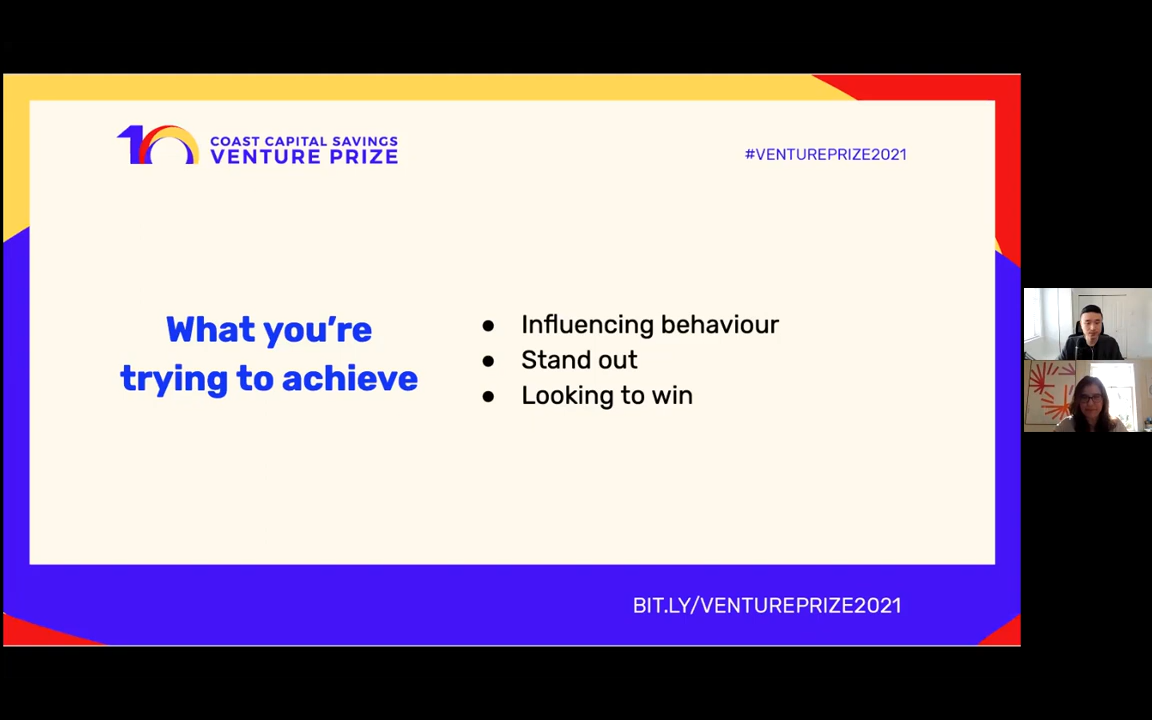 10 COAST CAPITAL SAVINGS
VENTURE PRIZE
#VENTUREPRIZE2021
What you’re
trying to achieve
● Influencing behaviour
● Stand out
● Looking to win
BIT.LY/VENTUREPRIZE2021